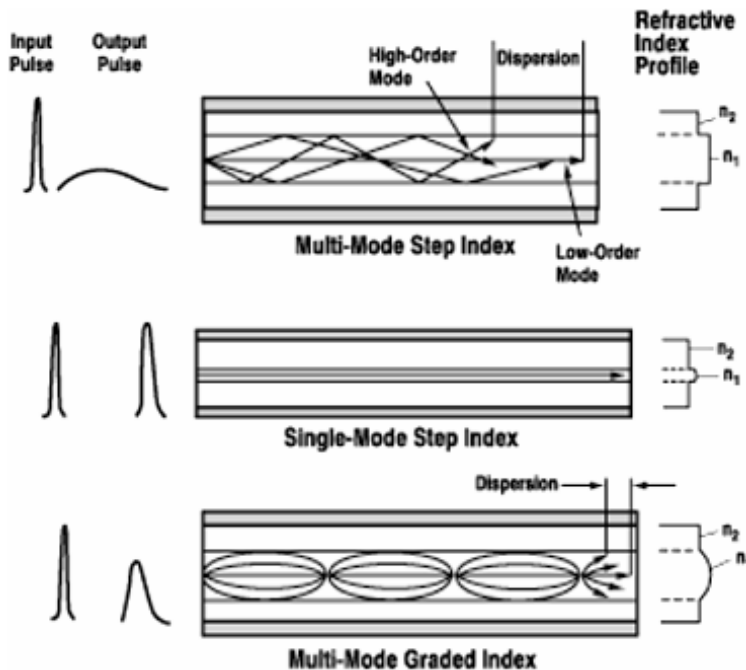 Input
Pulse
Output
Pulse
High-Order
Mode
Dispersion
Refractive
Index
Profile
n2
n1
Low-Order
Mode
Multi-Mode Step Index
n2
n1
Single-Mode Step Index
Dispersion
n2
n
Multi-Mode Graded Index